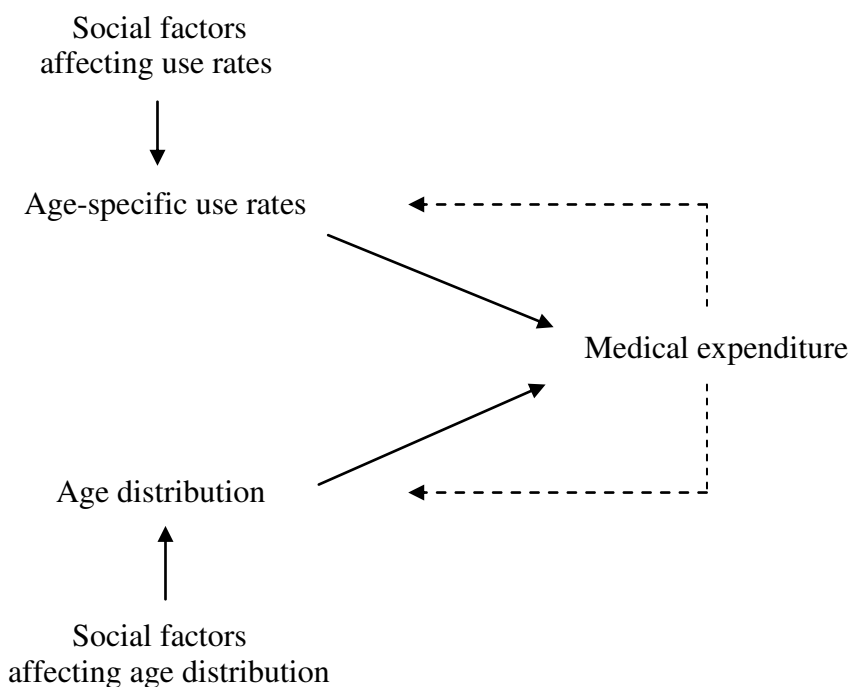 Social factors
affecting use rates
Age-specific use rates
Medical expenditure
Age distribution
Social factors
affecting age distribution